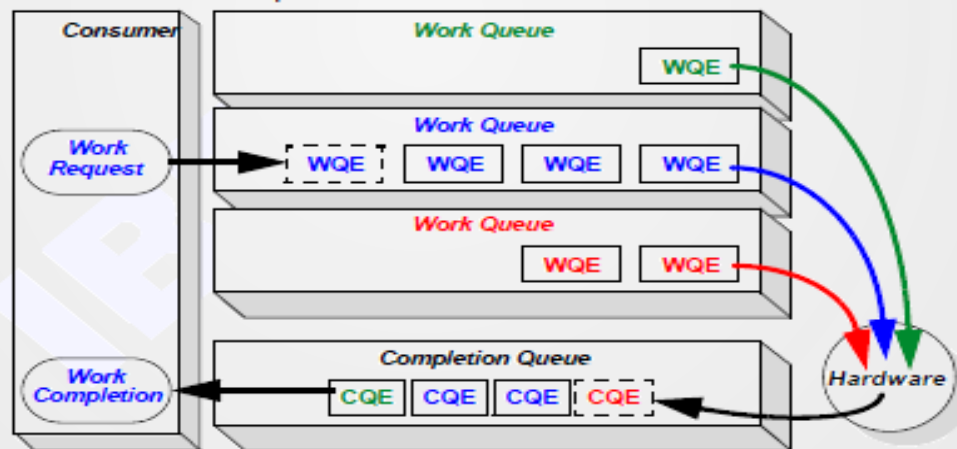 Consumer
Work Queue
WQE
Work Queue
Work
Request
WQE WQE WQE WQE
Work Queue
WQE WQE
Completion Queue
Work
Completion
CQE CQE CQE CQE
Hardware